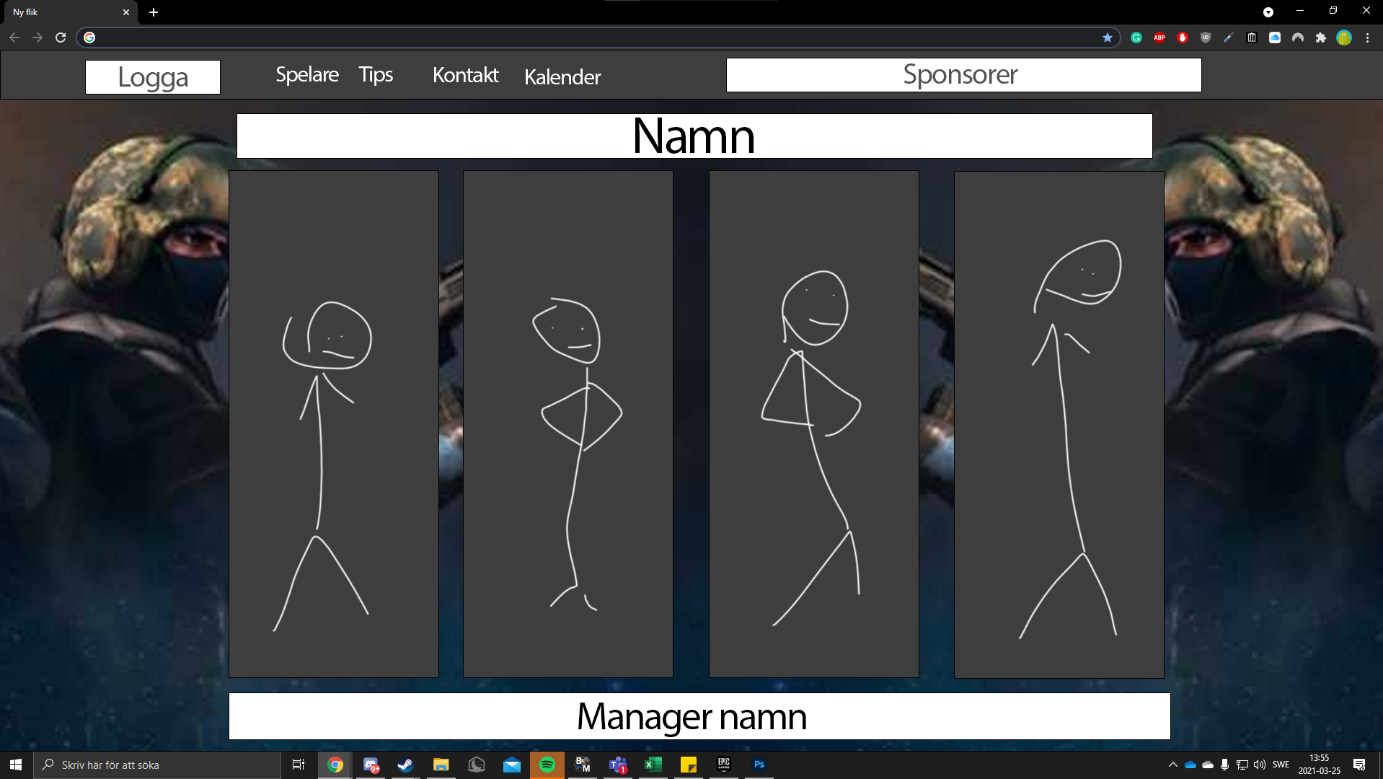 Ny flik
Logga
Spelare Tips Kontakt Kalender
Sponsorer
Namn
Manager namn
Skriv här för att söka
SWE
13:55
2021-03-25